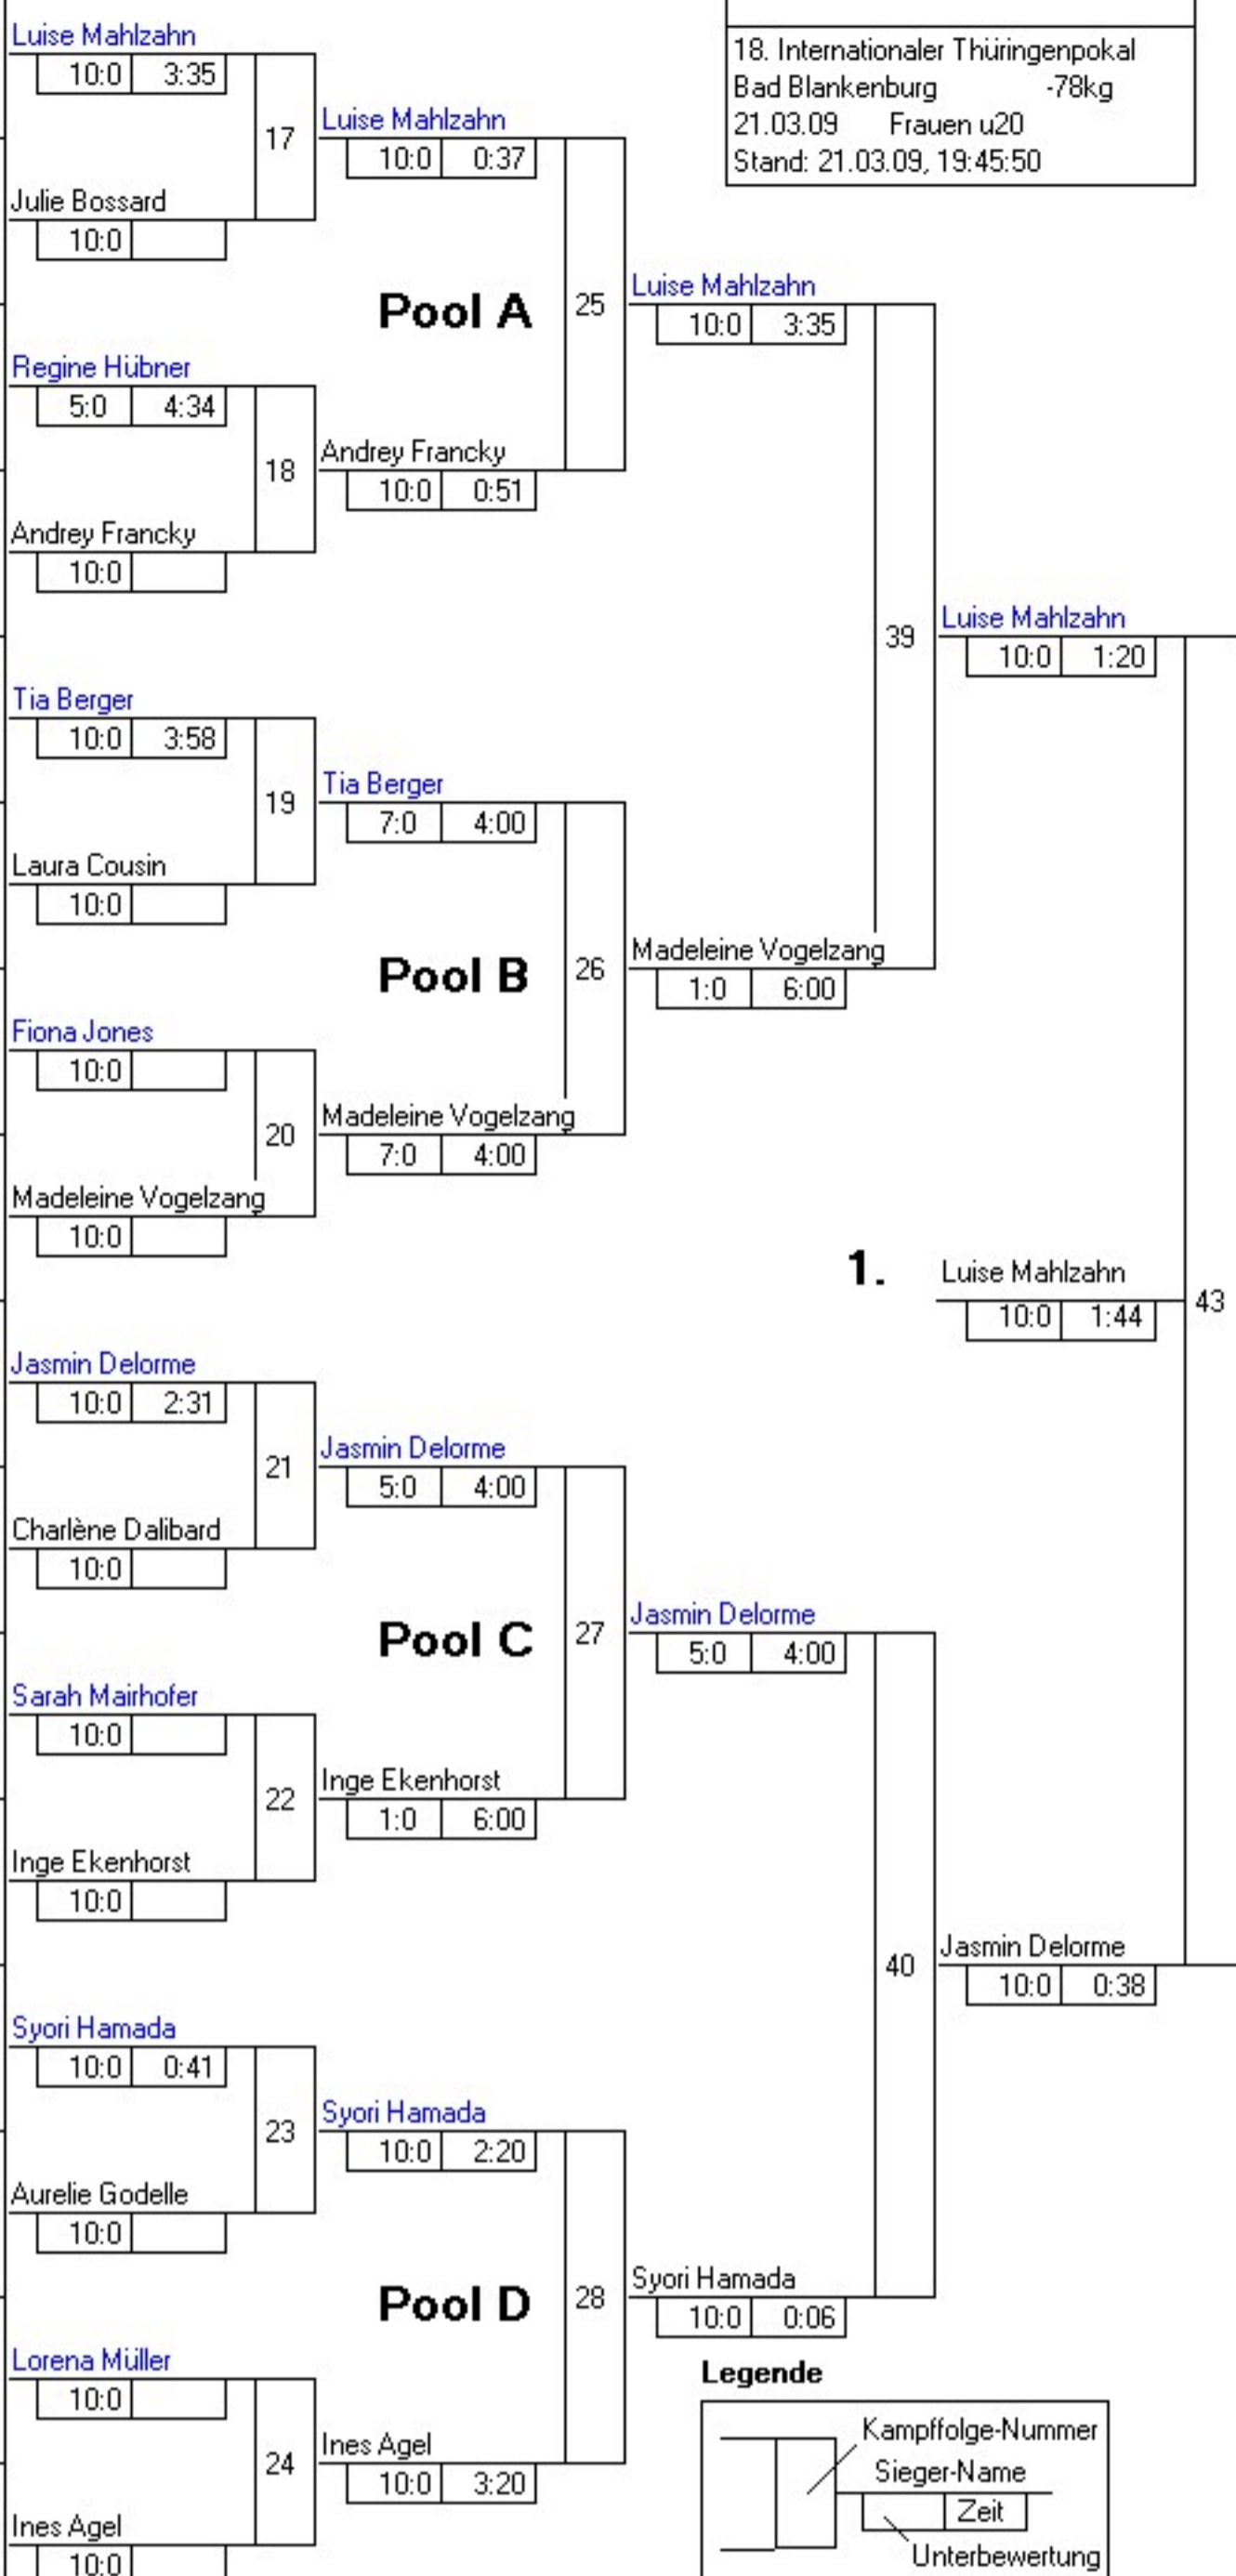 18. Internationaler Thüringenpokal
Bad Blankenburg -78kg
21.03.09 Frauen u20
Stand: 21.03.09, 19:45:50
Luise Mahlzahn
10:0 3:35
17
Julie Bossard
10:0
Luise Mahlzahn
10:0 0:37
Pool A
25
Regine Hübner
5:0 4:34
18
Andrey Francky
10:0
Andrey Francky
10:0 0:51
Luise Mahlzahn
10:0 3:35
39
Tia Berger
10:0 3:58
19
Laura Cousin
10:0
Tia Berger
7:0 4:00
Pool B
26
Fiona Jones
10:0
20
Madeleine Vogelzang
10:0
Madeleine Vogelzang
7:0 4:00
Madeleine Vogelzang
1:0 6:00
Luise Mahlzahn
10:0 1:20
1.
Luise Mahlzahn
10:0 1:44
43
Jasmin Delorme
10:0 2:31
21
Charlène Dalibard
10:0
Jasmin Delorme
5:0 4:00
Pool C
27
Sarah Mairhofer
10:0
22
Inge Ekenhorst
10:0
Inge Ekenhorst
1:0 6:00
Jasmin Delorme
5:0 4:00
40
Jasmin Delorme
10:0 0:38
Syori Hamada
10:0 0:41
23
Aurelie Godelle
10:0
Syori Hamada
10:0 2:20
Pool D
28
Lorena Müller
10:0
24
Ines Agel
10:0
Ines Agel
10:0 3:20
Syori Hamada
10:0 0:06
Legende
Kampffolge-Nummer
Sieger-Name
Zeit
Unterbewertung